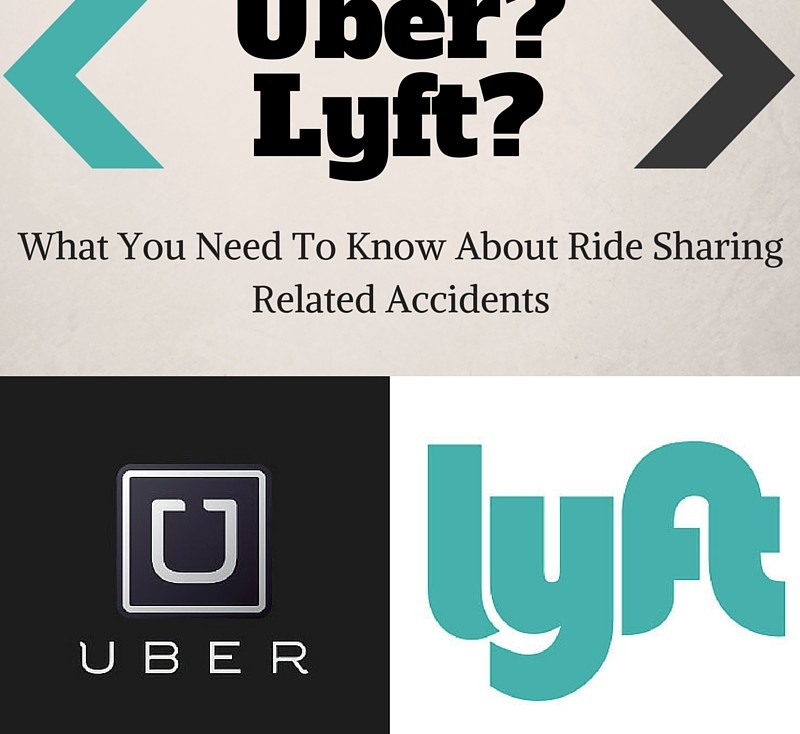 Uber?
Lyft?
What You Need To Know About Ride Sharing
Related Accidents
U
UBER
lyft